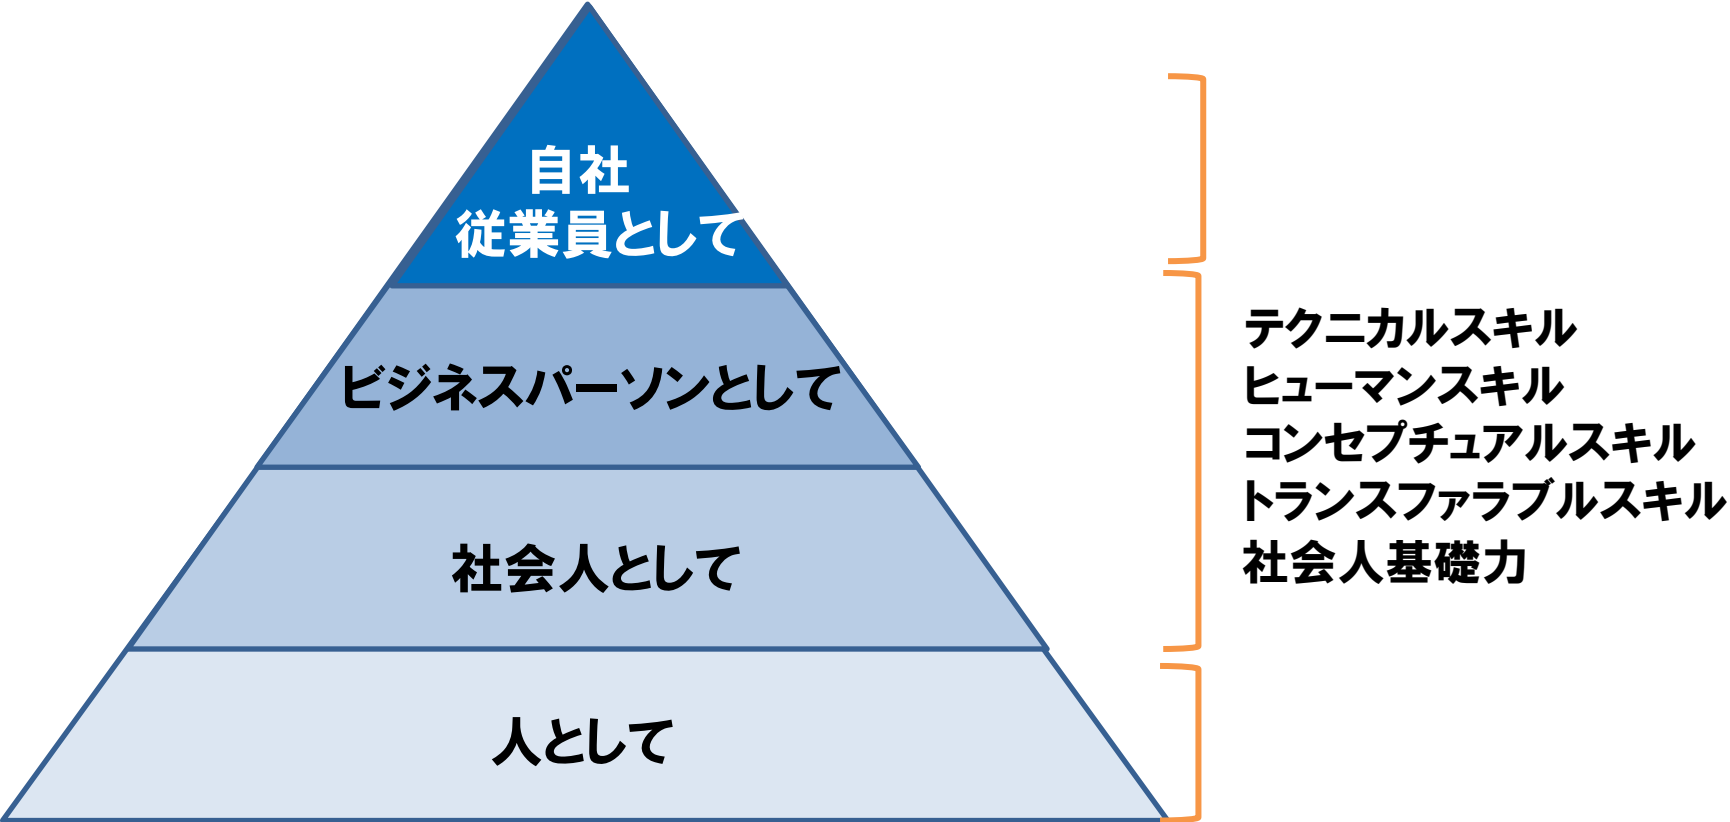 自社
従業員として
ビジネスパーソンとして
社会人として
人として
テクニカルスキル
ヒューマンスキル
コンセプチュアルスキル
トランスファラブルスキル
社会人基礎力